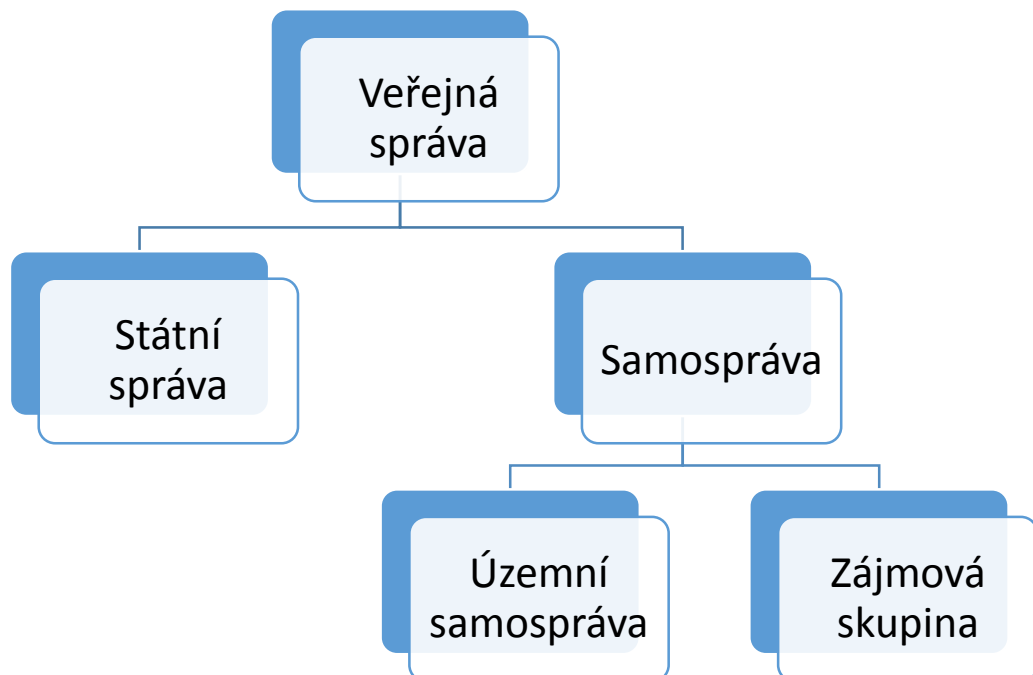 Veřejná
správa
Státní
správa
Samospráva
Územní
samospráva
Zájmová
skupina